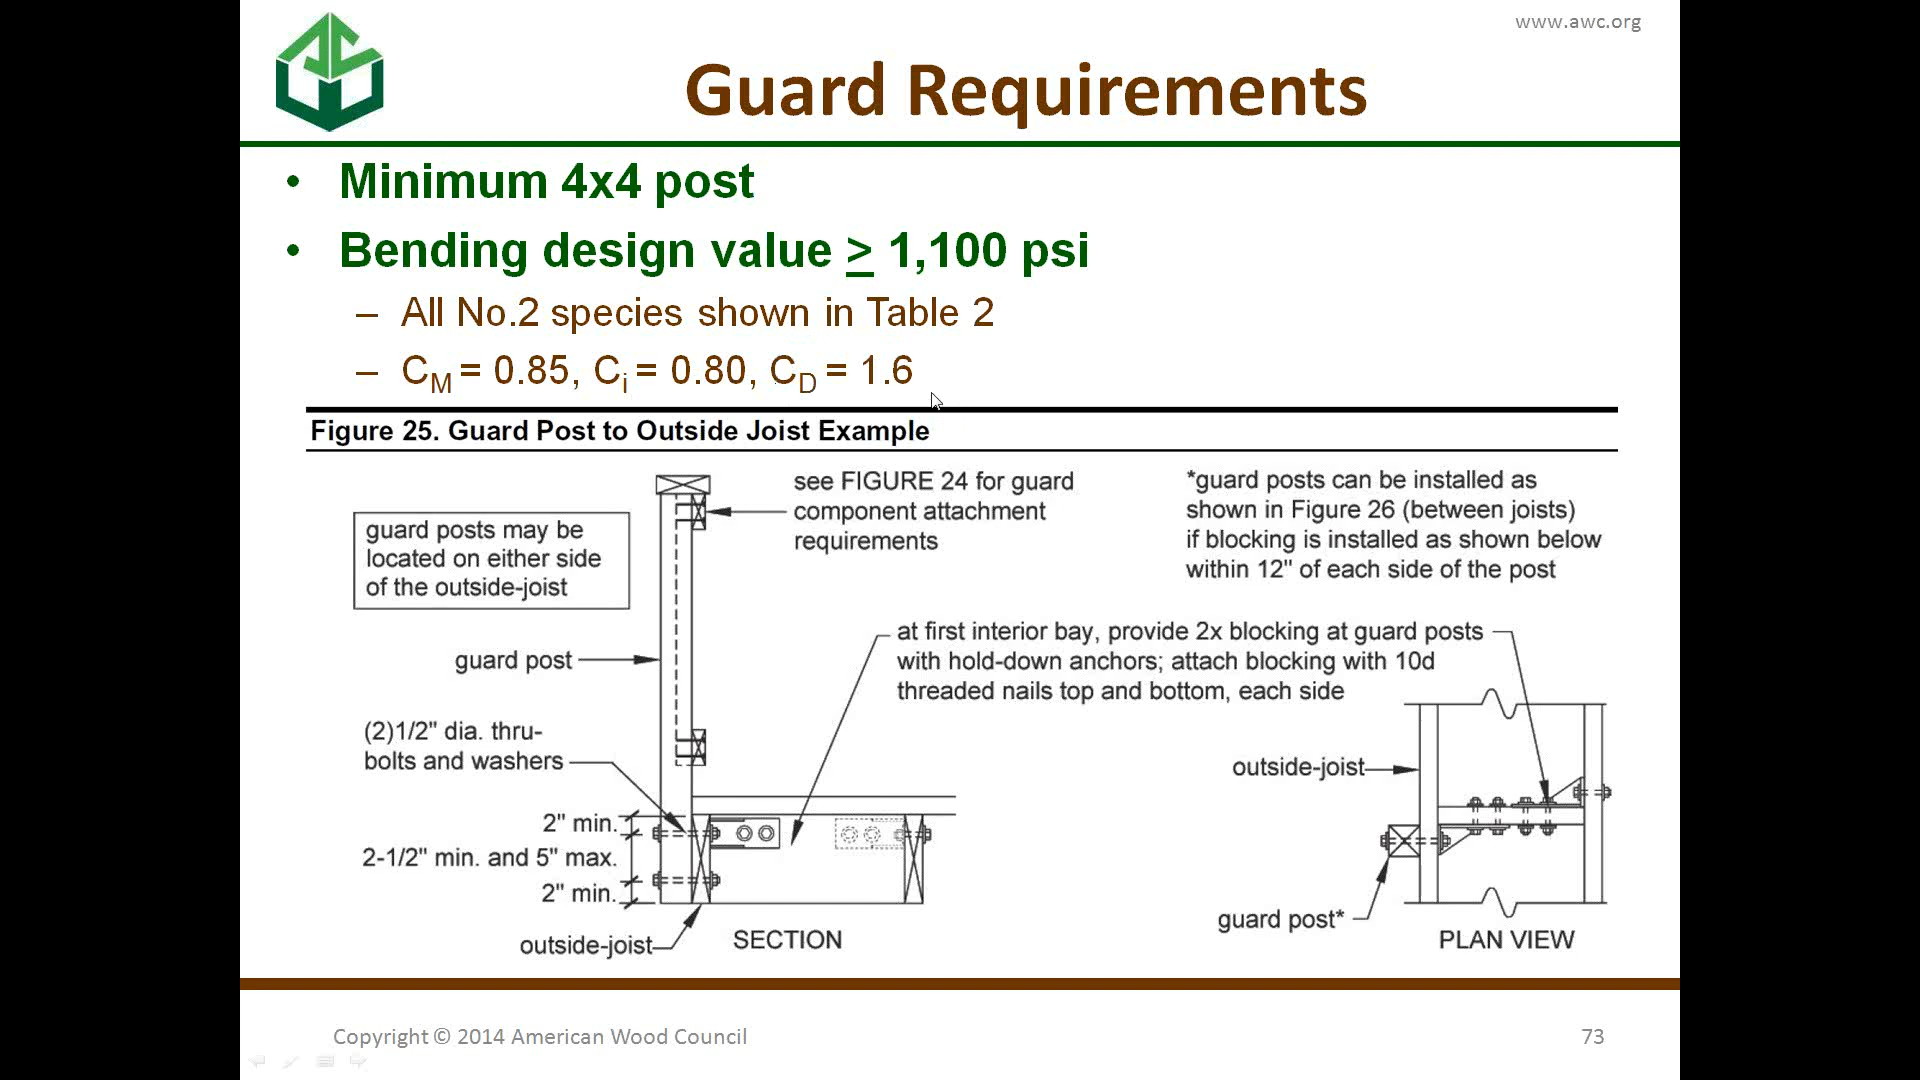 www.awc.org
Guard Requirements
• Minimum 4x4 post
• Bending design value ≥ 1,100 psi
– All No.2 species shown in Table 2
– CM = 0.85, Ci = 0.80, CD = 1.6
Figure 25. Guard Post to Outside Joist Example
see FIGURE 24 for guard
component attachment
requirements
*guard posts can be installed as
shown in Figure 26 (between joists)
if blocking is installed as shown below
within 12" of each side of the post
guard posts may be
located on either side
of the outside-joist
at first interior bay, provide 2x blocking at guard posts
with hold-down anchors; attach blocking with 10d
threaded nails top and bottom, each side
guard post
(2)1/2" dia. thru-
bolts and washers
outside-joist
2" min.
2-1/2" min. and 5" max.
2" min.
guard post*
outside-joist
SECTION
PLAN VIEW
Copyright © 2014 American Wood Council
73